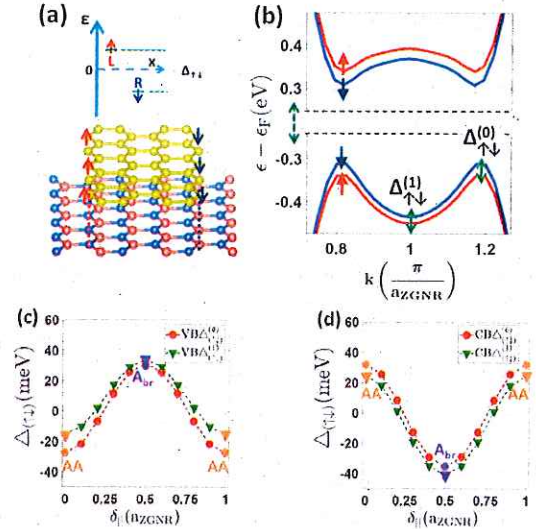 (a)
ε
L
0
X
Δ↑↓
R
(b)
0.4
0.3
-0.3
-0.4
ϵ − ϵF(eV)
Δ↑↓(0)
Δ↑↓(1)
0.8 1 1.2
k (π/aZGNR)
(c)
VBΔ(↑↓)(0)
VBΔ(↑↓)(1)
60
40
20
0
-20
-40
Δ(↑↓)(meV)
Abr
AA AA
0 0.25 0.5 0.75 1
δ||(aZGNR)
(d)
CBΔ(↑↓)(0)
CBΔ(↑↓)(1)
60
40
20
0
-20
-40
Δ(↑↓)(meV)
AA AA
Abr
0 0.25 0.5 0.75 1
δ||(aZGNR)